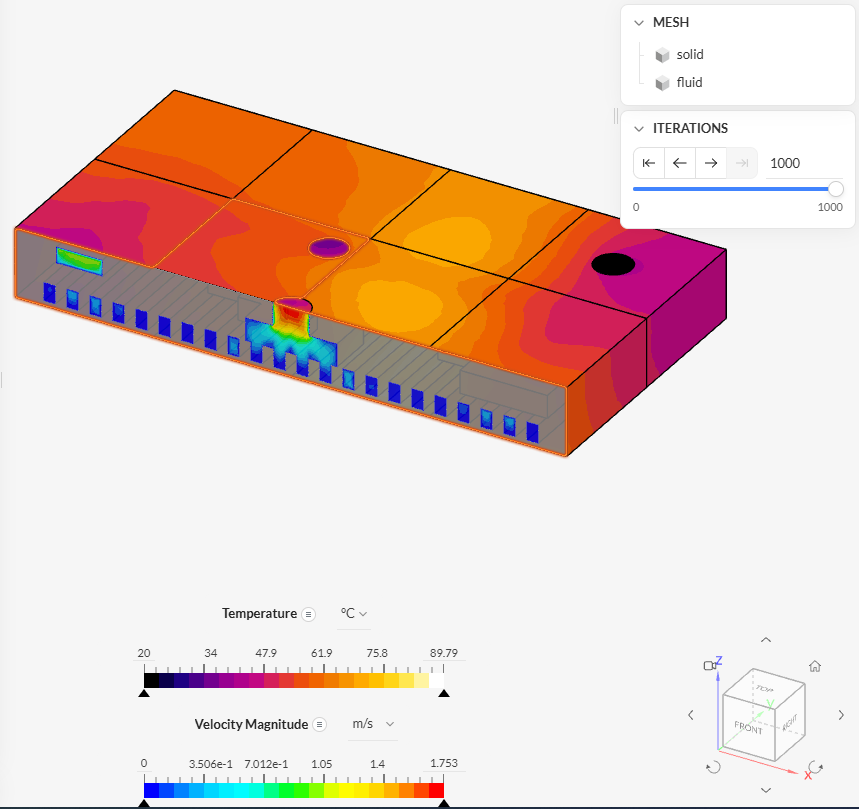 MESH
solid
fluid
ITERATIONS
1000
0 1000
Temperature °C
20 34 47.9 61.9 75.8 89.79
Velocity Magnitude m/s
0 3.506e-1 7.012e-1 1.05 1.4 1.753
Z
TOP
Y
FRONT
RIGHT
X